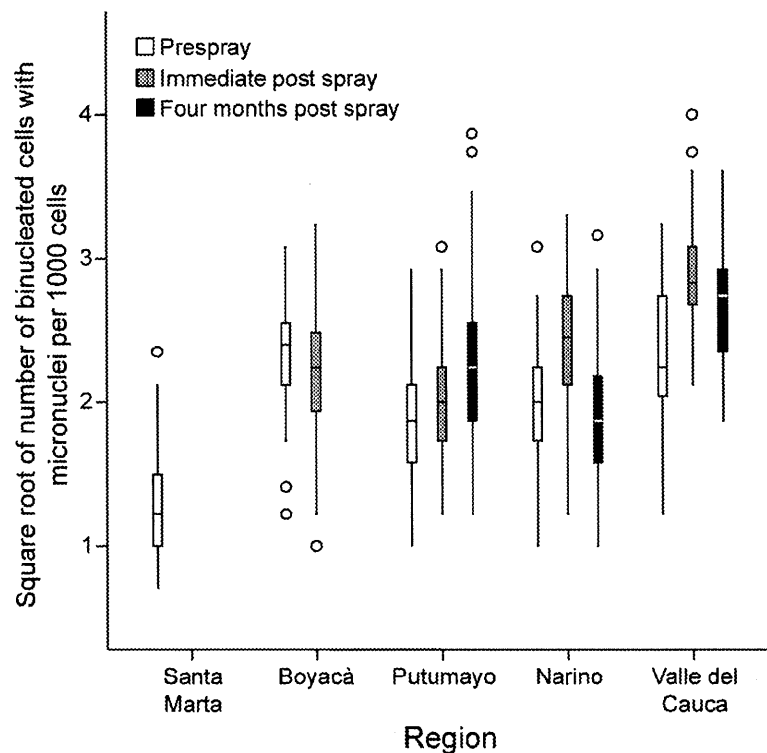 Square root of number of binucleated cells with
micronuclei per 1000 cells
Prespray
Immediate post spray
Four months post spray
4
3
2
1
Santa
Marta
Boyacà
Putumayo
Narino
Valle del
Cauca
Region